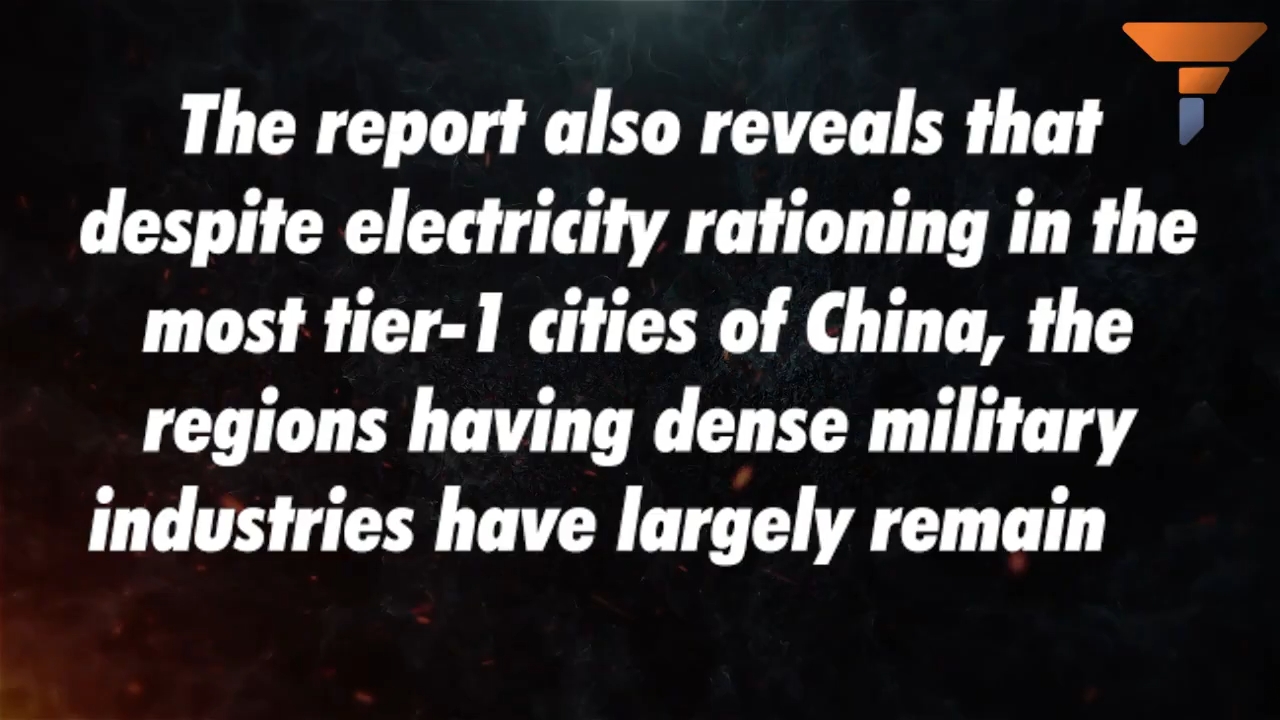 The report also reveals that
despite electricity rationing in the
most tier-1 cities of China, the
regions having dense military
industries have largely remain